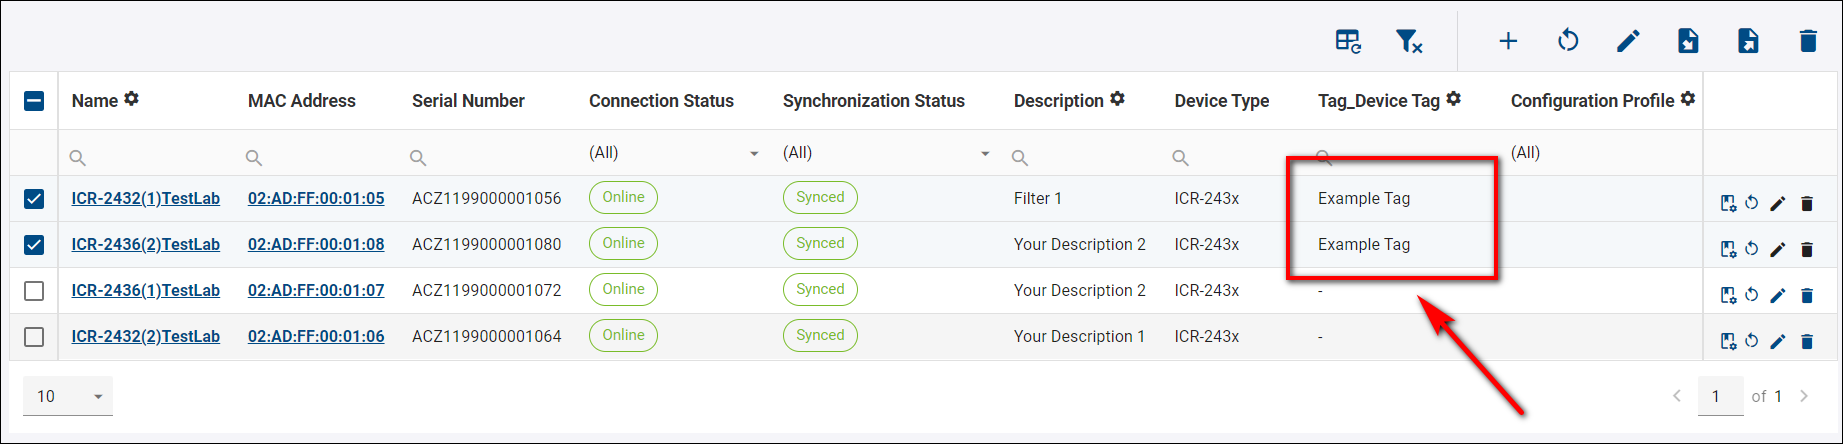 Name MAC Address Serial Number Connection Status Synchronization Status Description Device Type Tag_Device Tag Configuration Profile
(All) (All) (All)
ICR-2432(1)TestLab 02:AD:FF:00:01:05 ACZ1199000001056 Online Synced Filter 1 ICR-243x Example Tag
ICR-2436(2)TestLab 02:AD:FF:00:01:08 ACZ1199000001080 Online Synced Your Description 2 ICR-243x Example Tag
ICR-2436(1)TestLab 02:AD:FF:00:01:07 ACZ1199000001072 Online Synced Your Description 2 ICR-243x -
ICR-2432(2)TestLab 02:AD:FF:00:01:06 ACZ1199000001064 Online Synced Your Description 1 ICR-243x -
10 1 of 1